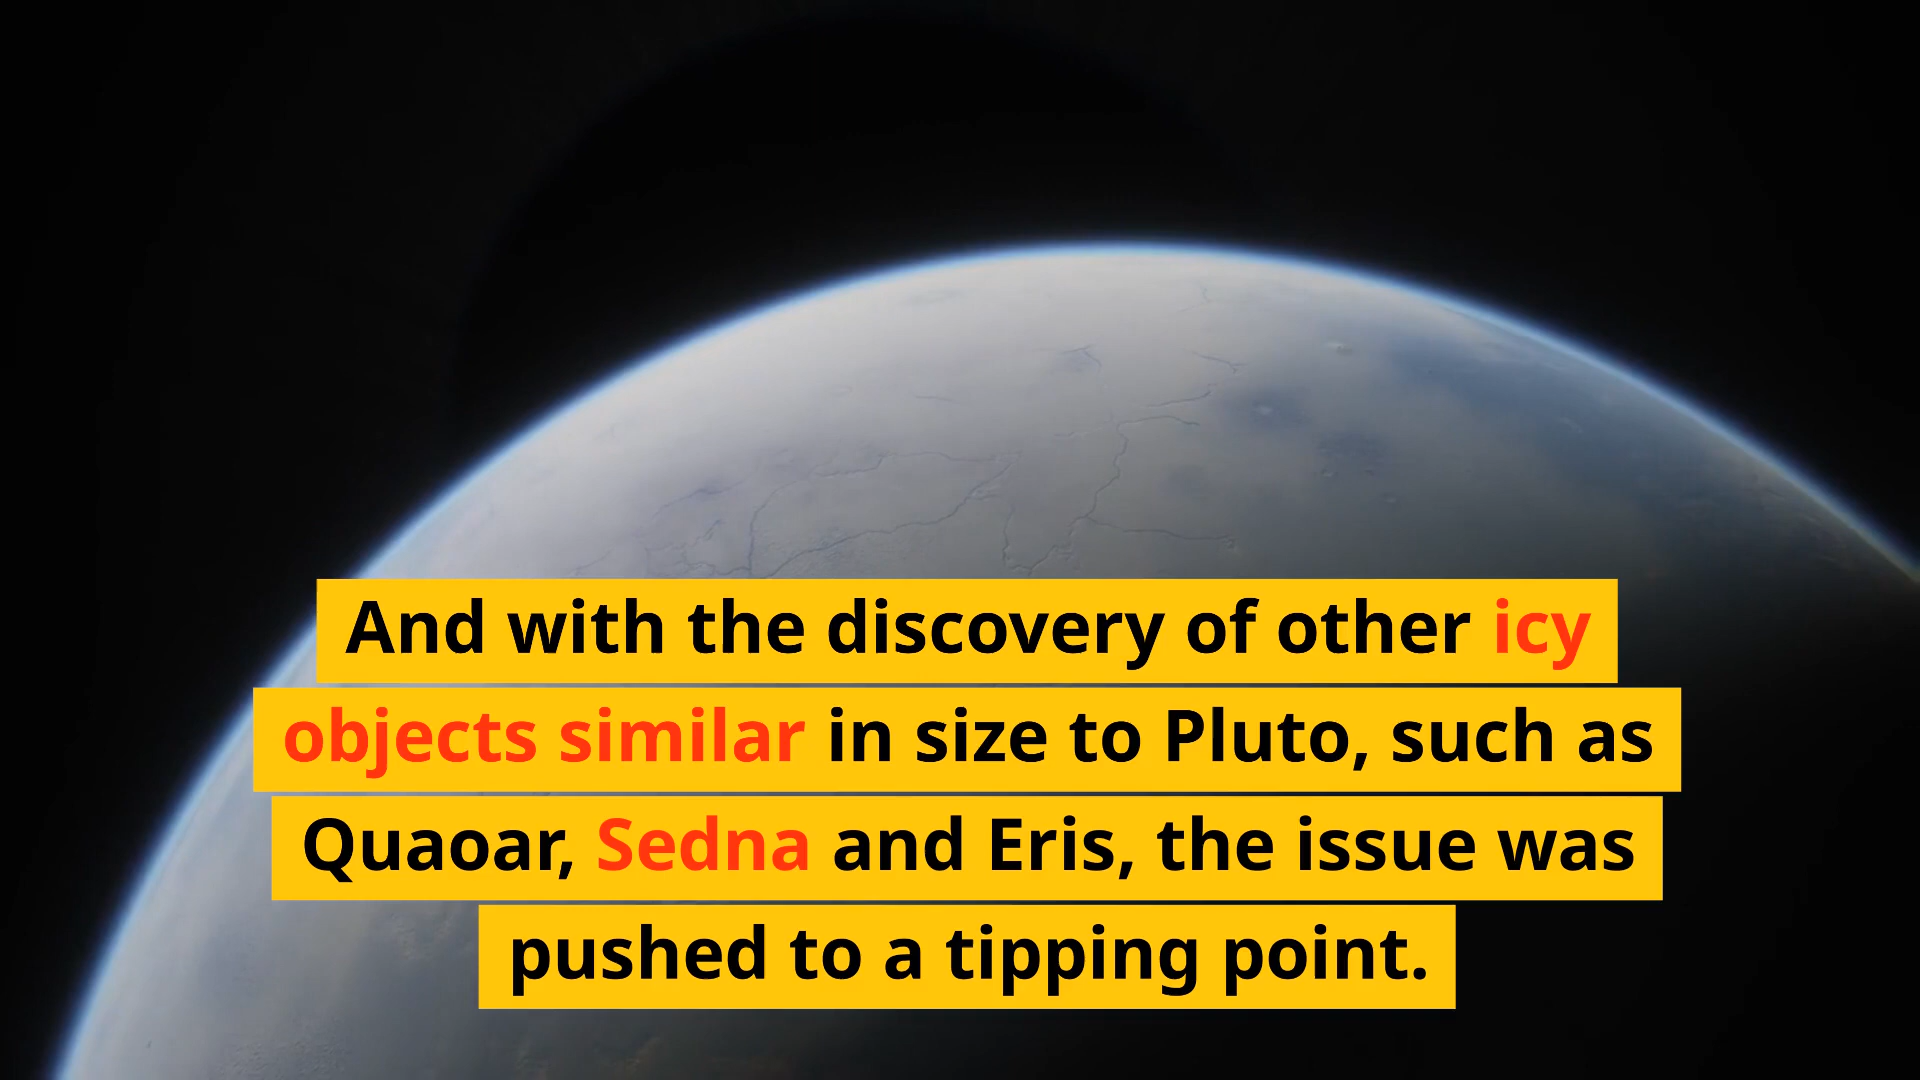 And with the discovery of other icy
objects similar in size to Pluto, such as
Quaoar, Sedna and Eris, the issue was
pushed to a tipping point.